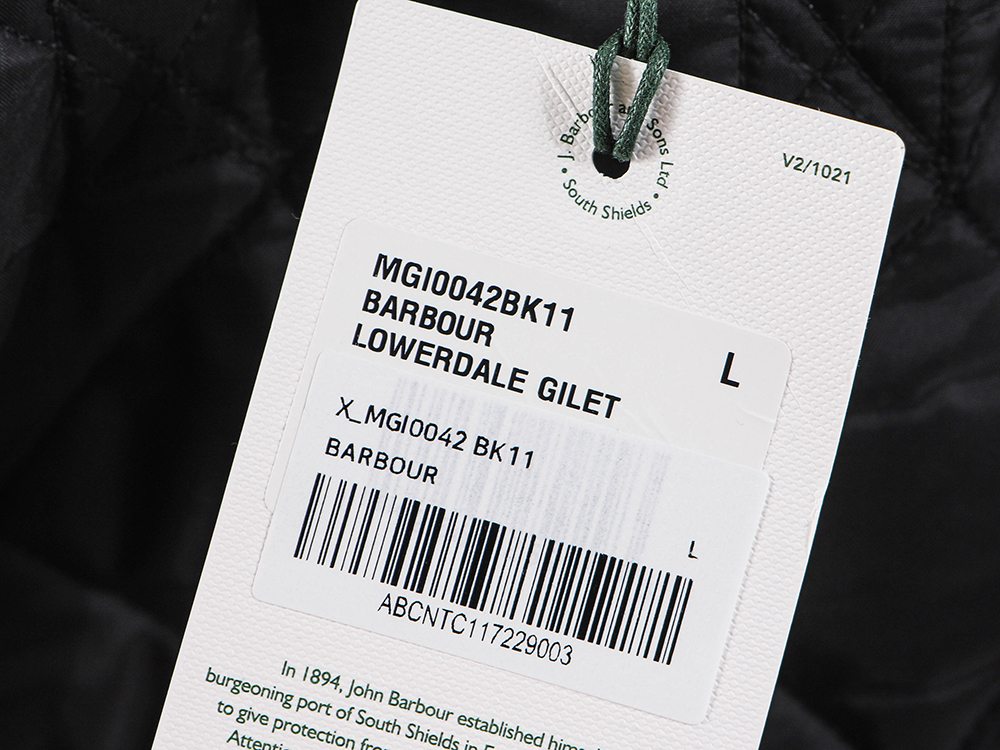 J. Barbour and Sons Ltd
• South Shields •
V2/1021
MGI0042BK11
BARBOUR
LOWERDALE GILET
L
X_MGI0042 BK11
BARBOUR
L
ABCNTC117229003
In 1894, John Barbour established
burgeoning port of South Shields in
to give protection